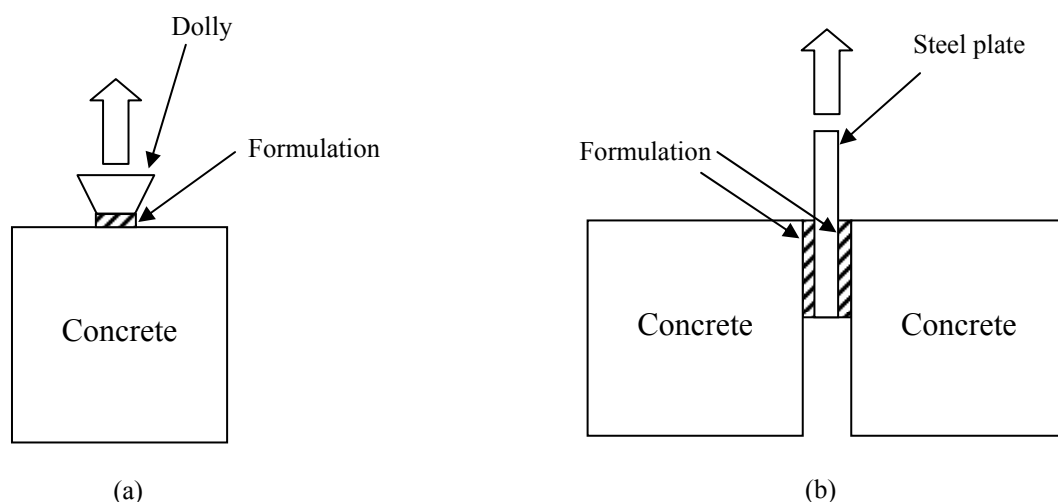 Dolly
Formulation
Concrete
(a)
Steel plate
Formulation
Concrete
Concrete
(b)